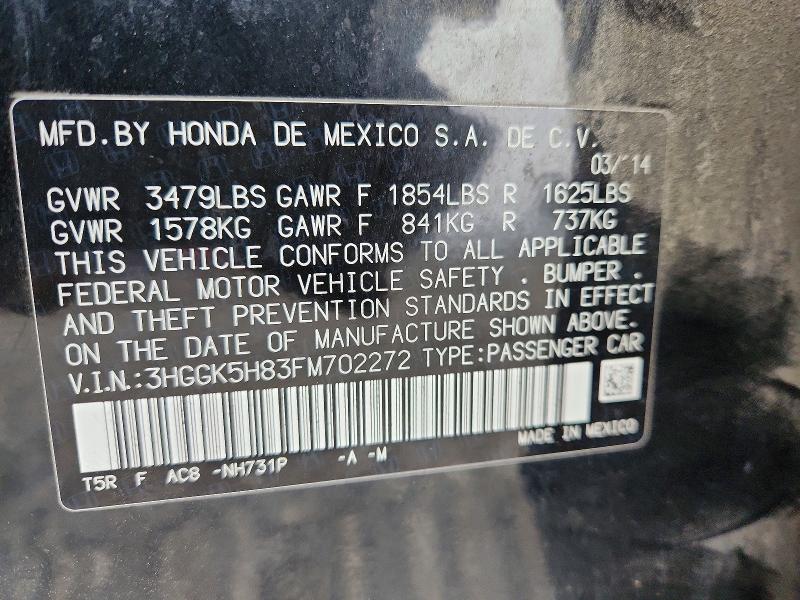 MFD.BY HONDA DE MEXICO S.A. DE C.V.
03/'14
GVWR 3479LBS GAWR F 1854LBS R 1625LBS
GVWR 1578KG GAWR F 841KG R 737KG
THIS VEHICLE CONFORMS TO ALL APPLICABLE
FEDERAL MOTOR VEHICLE SAFETY . BUMPER .
AND THEFT PREVENTION STANDARDS IN EFFECT
ON THE DATE OF MANUFACTURE SHOWN ABOVE.
V.I.N.:3HGGK5H83FM702272 TYPE:PASSENGER CAR
MADE IN MEXICO
T5R F AC8 -NH731P -A -M